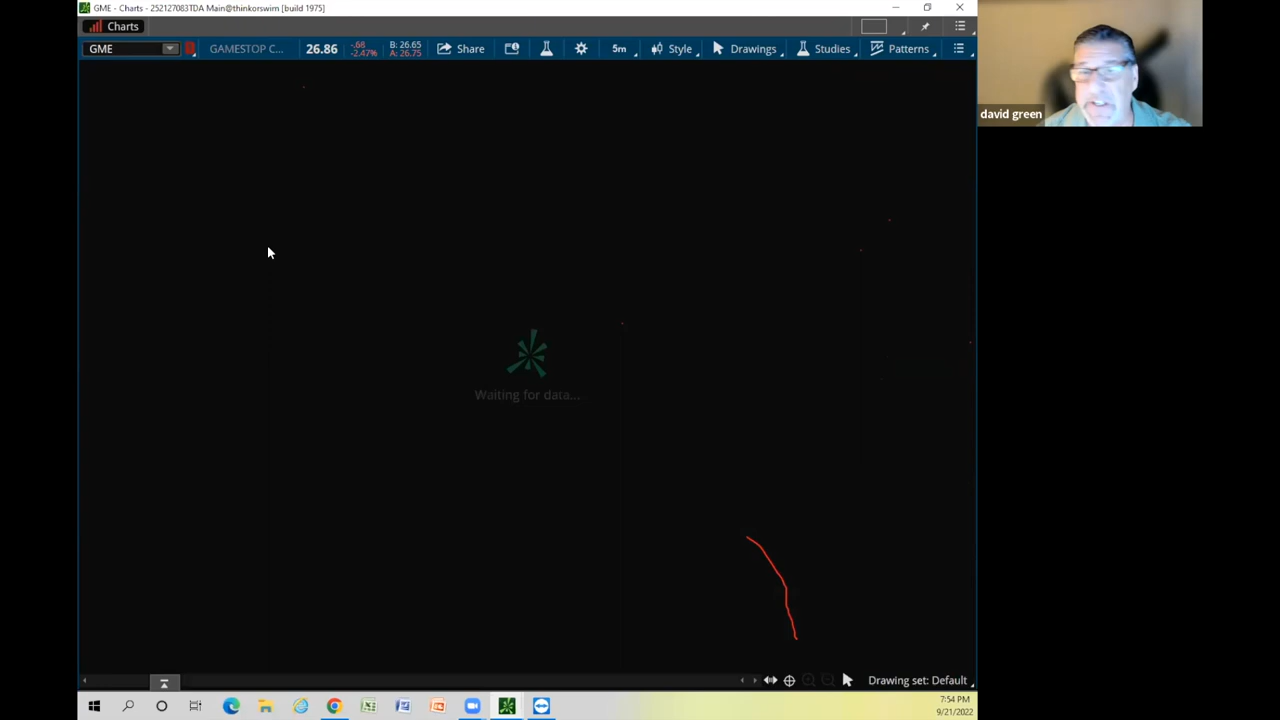 GME - Charts - 252127083TDA Main@thinkorswim [build 1975]
Charts
GME
GAMESTOP C...
26.86
-.68
-2.47%
B: 26.65
A: 26.75
Share
5m
Style
Drawings
Studies
Patterns
david green
Waiting for data...
Drawing set: Default
7:54 PM
9/21/2022